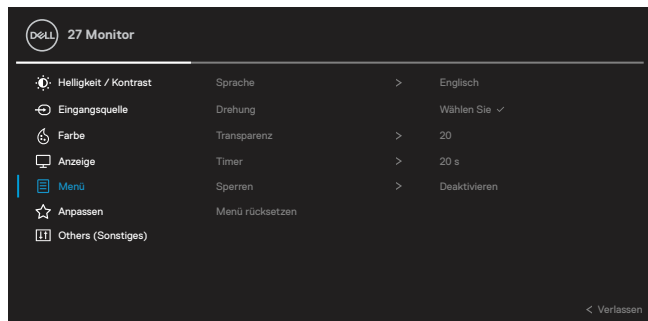 DELL 27 Monitor
Helligkeit / Kontrast Sprache > Englisch
Eingangsquelle Drehung Wählen Sie ✓
Farbe Transparenz > 20
Anzeige Timer > 20 s
Menü Sperren > Deaktivieren
Anpassen Menü rücksetzen
Others (Sonstiges)
< Verlassen